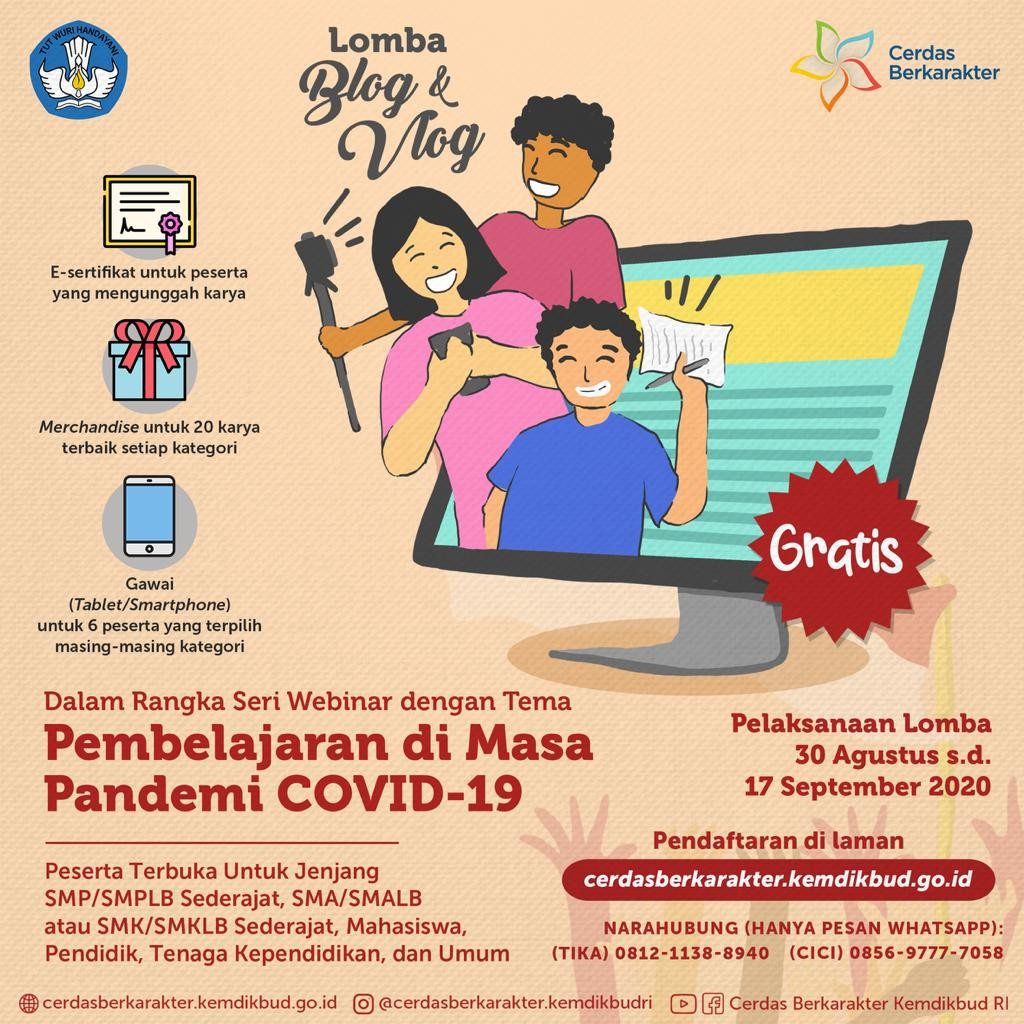 TUT WURI HANDAYANI
Lomba
Blog &
Vlog
Cerdas
Berkarakter
E-sertifikat untuk peserta
yang mengunggah karya
Merchandise untuk 20 karya
terbaik setiap kategori
Gawai
(Tablet/Smartphone)
untuk 6 peserta yang terpilih
masing-masing kategori
Gratis
Dalam Rangka Seri Webinar dengan Tema
Pembelajaran di Masa
Pandemi COVID-19
Peserta Terbuka Untuk Jenjang
SMP/SMPLB Sederajat, SMA/SMALB
atau SMK/SMKLB Sederajat, Mahasiswa,
Pendidik, Tenaga Kependidikan, dan Umum
Pelaksanaan Lomba
30 Agustus s.d.
17 September 2020
Pendaftaran di laman
cerdasberkarakter.kemdikbud.go.id
NARAHUBUNG (HANYA PESAN WHATSAPP):
(TIKA) 0812-1138-8940 (CICI) 0856-9777-7058
cerdasberkarakter.kemdikbud.go.id @cerdasberkarakter.kemdikbudri Cerdas Berkarakter Kemdikbud RI